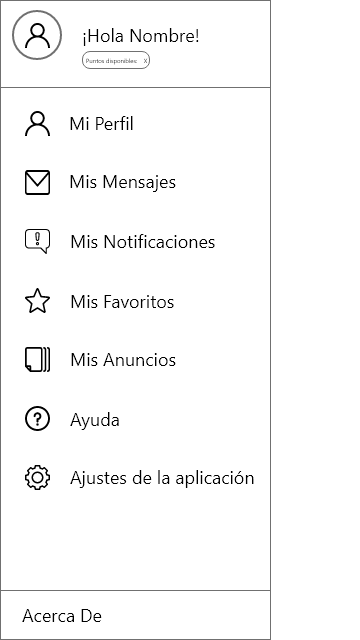 ¡Hola Nombre!
Puntos disponibles: X
Mi Perfil
Mis Mensajes
Mis Notificaciones
Mis Favoritos
Mis Anuncios
Ayuda
Ajustes de la aplicación
Acerca De